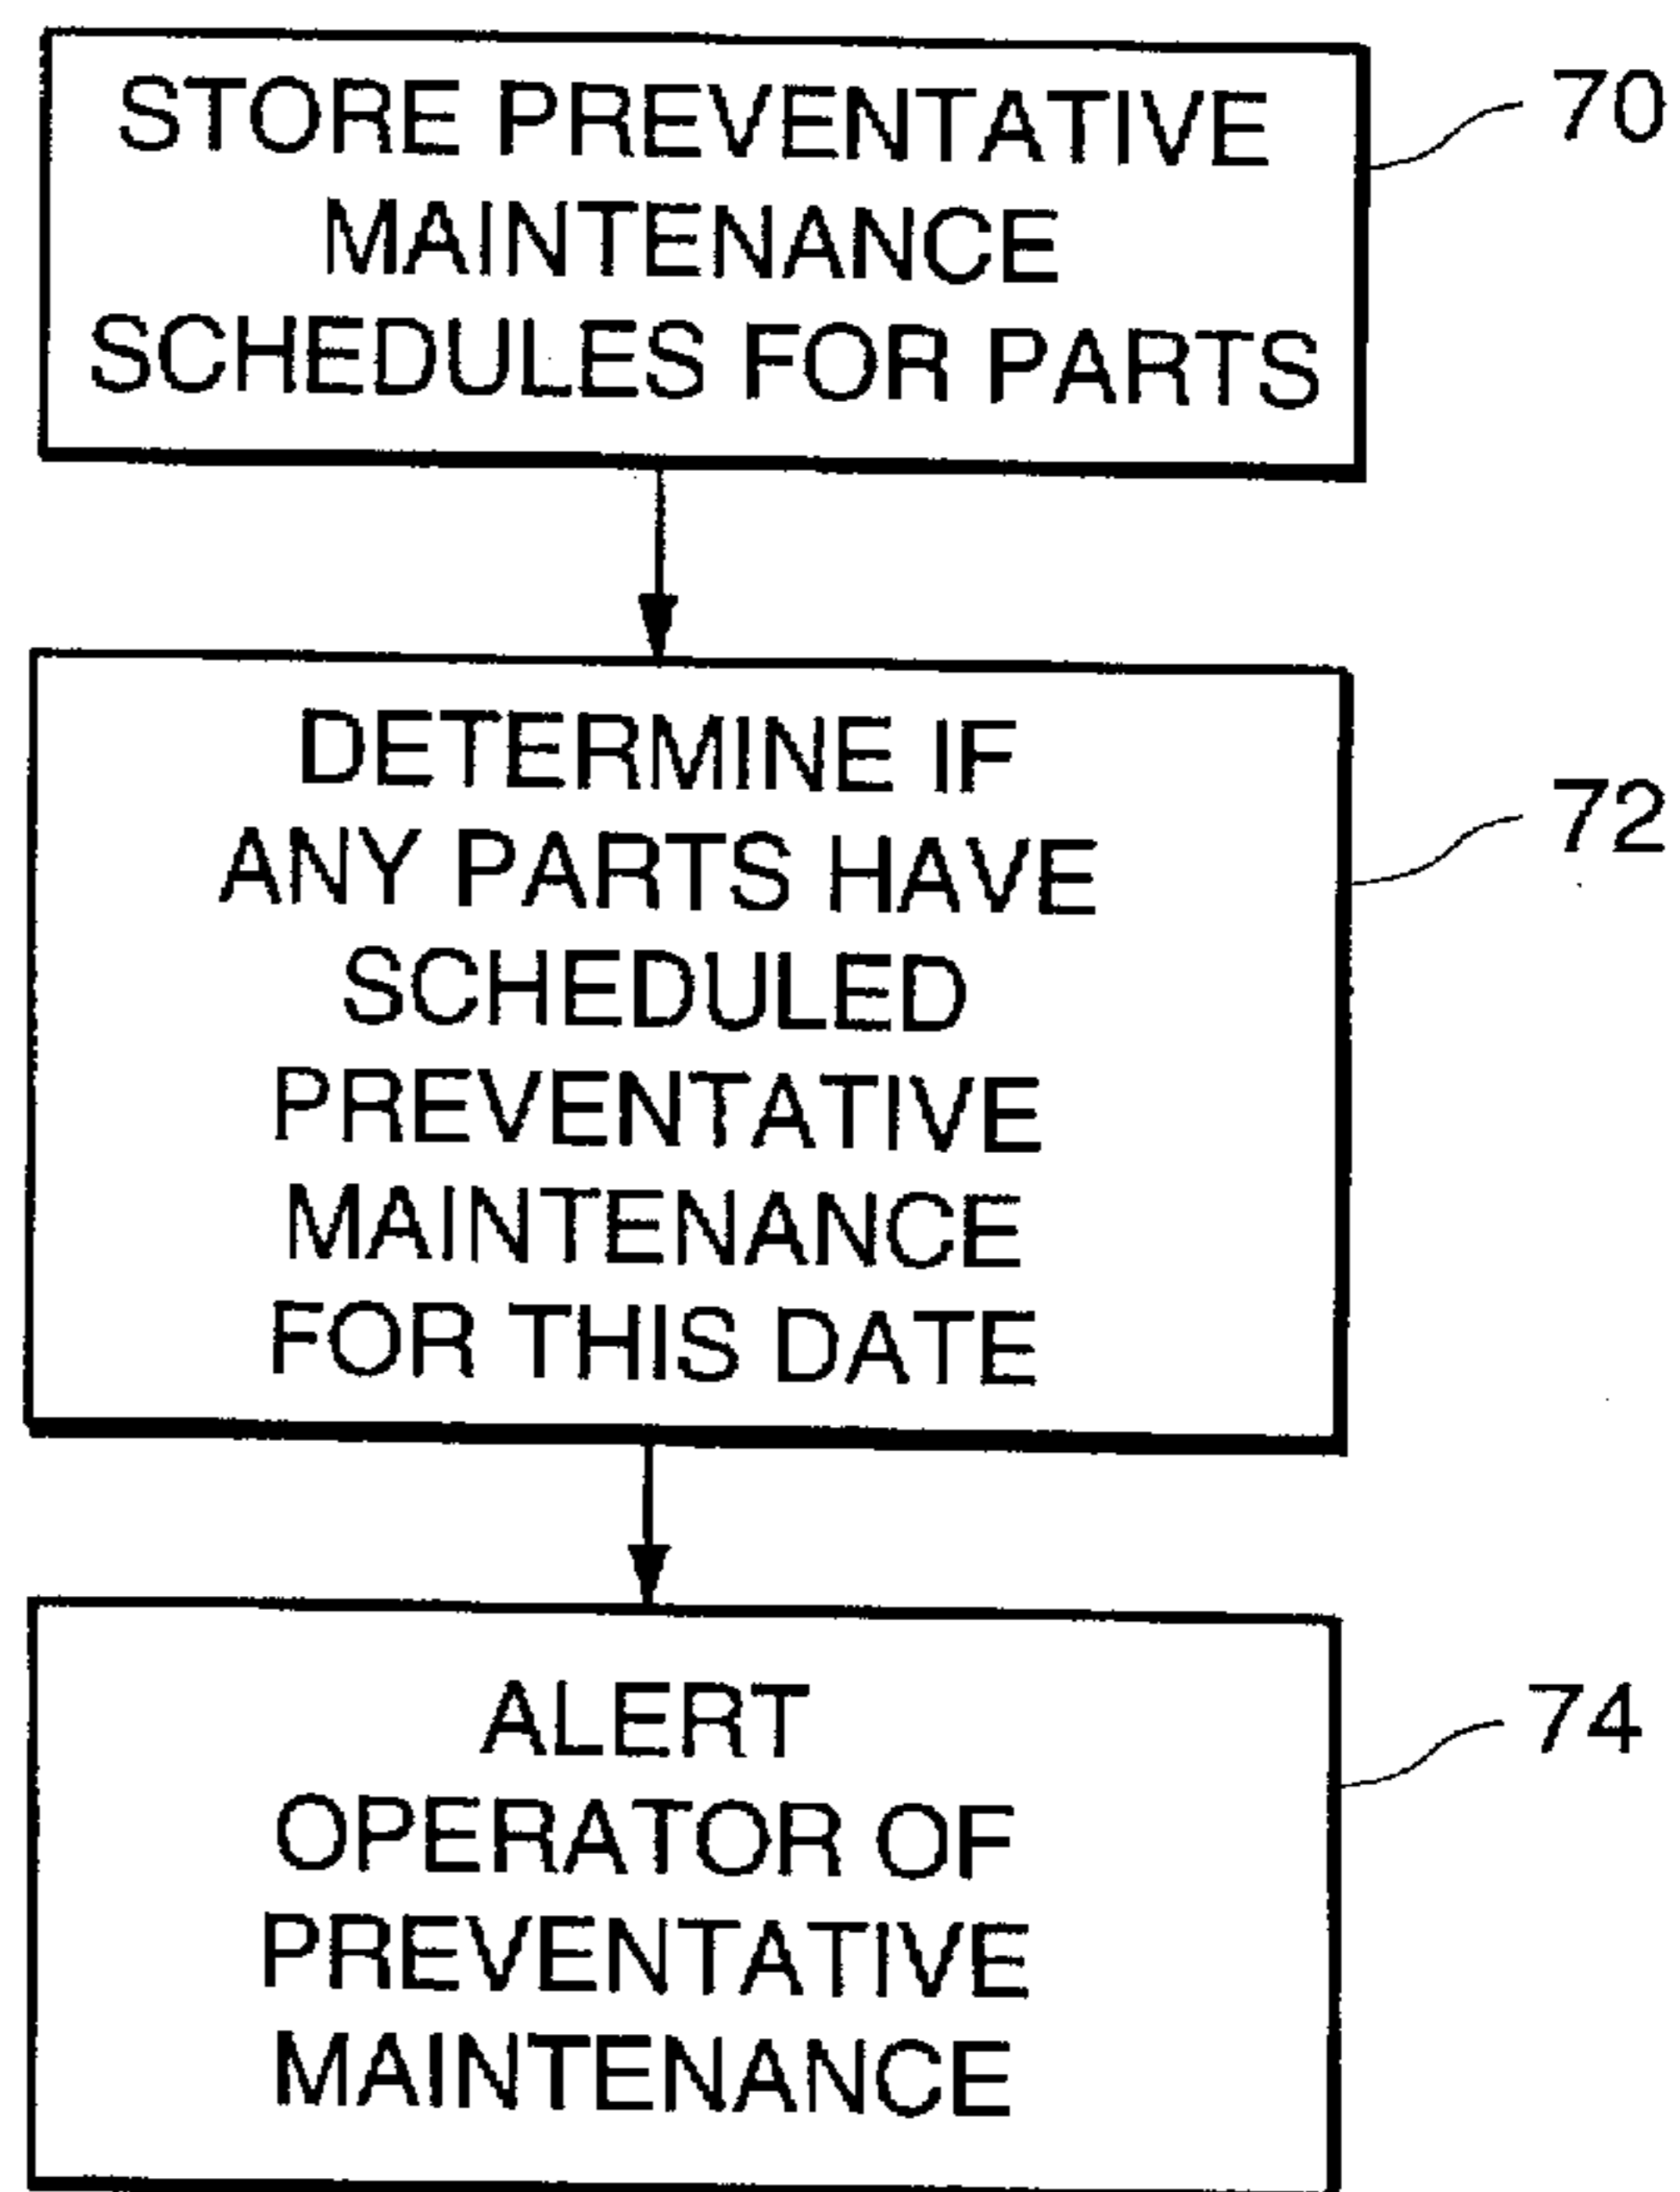 STORE PREVENTATIVE
MAINTENANCE
SCHEDULES FOR PARTS
70
DETERMINE IF
ANY PARTS HAVE
SCHEDULED
PREVENTATIVE
MAINTENANCE
FOR THIS DATE
72
ALERT
OPERATOR OF
PREVENTATIVE
MAINTENANCE
74